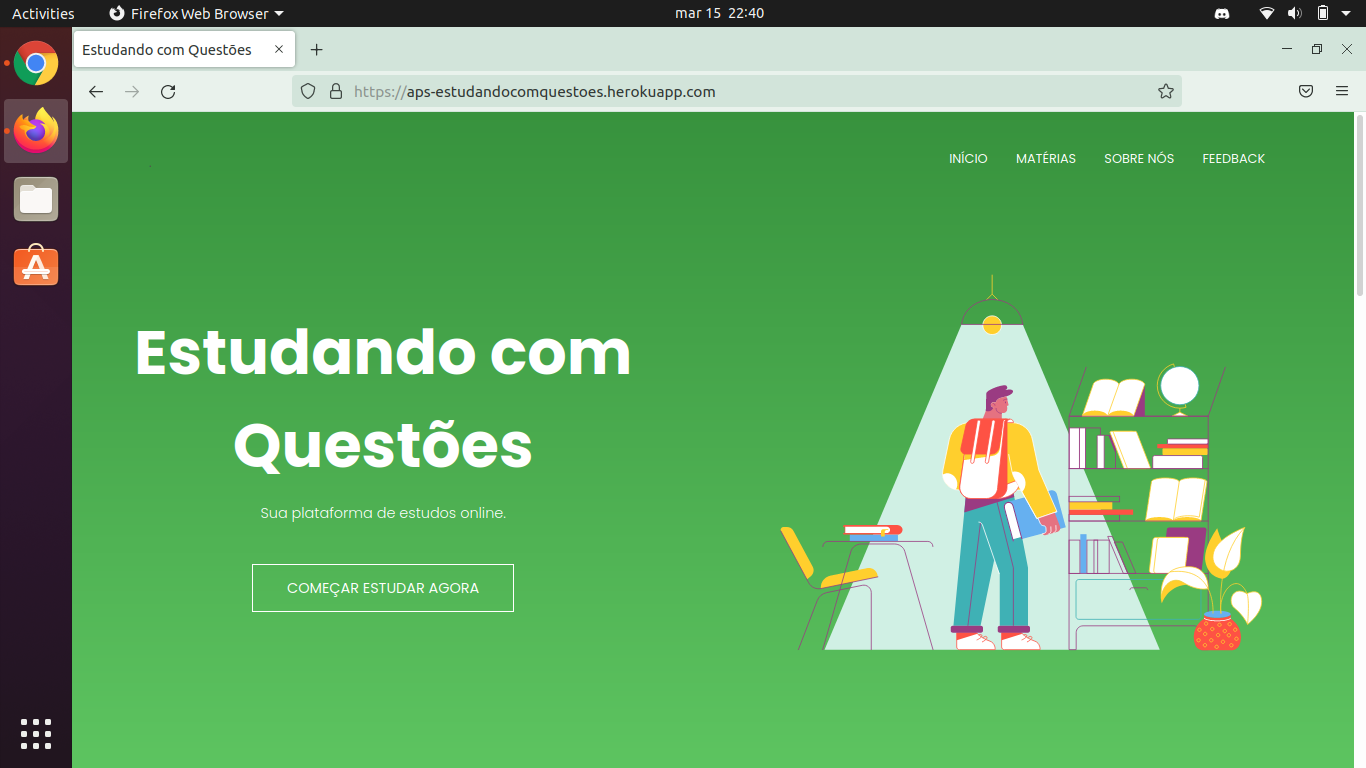 Activities Firefox Web Browser mar 15 22:40
Estudando com Questões
https://aps-estudandocomquestoes.herokuapp.com
INÍCIO MATÉRIAS SOBRE NÓS FEEDBACK
Estudando com
Questões
Sua plataforma de estudos online.
COMEÇAR ESTUDAR AGORA